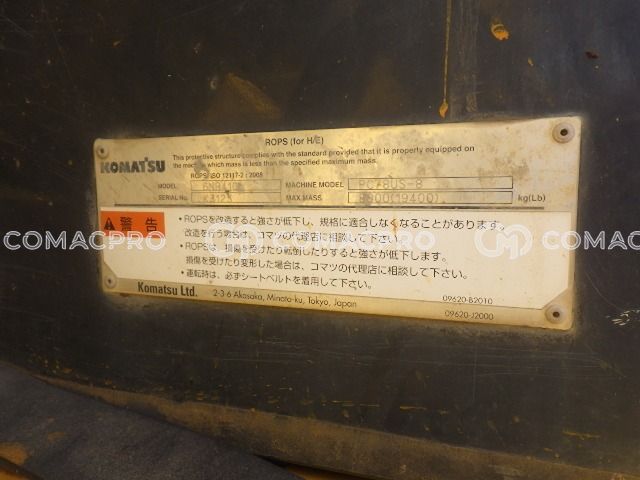 ROPS (for H/E)
This protective structure complies with the standard provided that it is properly equipped on
the machine which mass is less than the specified maximum mass.
KOMATSU
ROPS: ISO 12117-2 : 2008
MODEL
MACHINE MODEL PC78US-8
SERIAL No.
MAX.MASS 8800(19400) kg(Lb)
警告
•ROPSを改造すると強さが低下し、規格に適合しなくなることがあります。
改造を行う場合は、コマツの代理店に相談して下さい。
•ROPSは、損傷を受けたり転倒したりすると強さが低下します。
損傷を受けたり変形した場合は、コマツの代理店に相談して下さい。
•運転時は、必ずシートベルトを着用して下さい。
Komatsu Ltd. 2-3-6 Akasaka, Minato-ku, Tokyo, Japan
09620-B2010
09620-J2000
COMACPRO COMACPRO COMACPRO